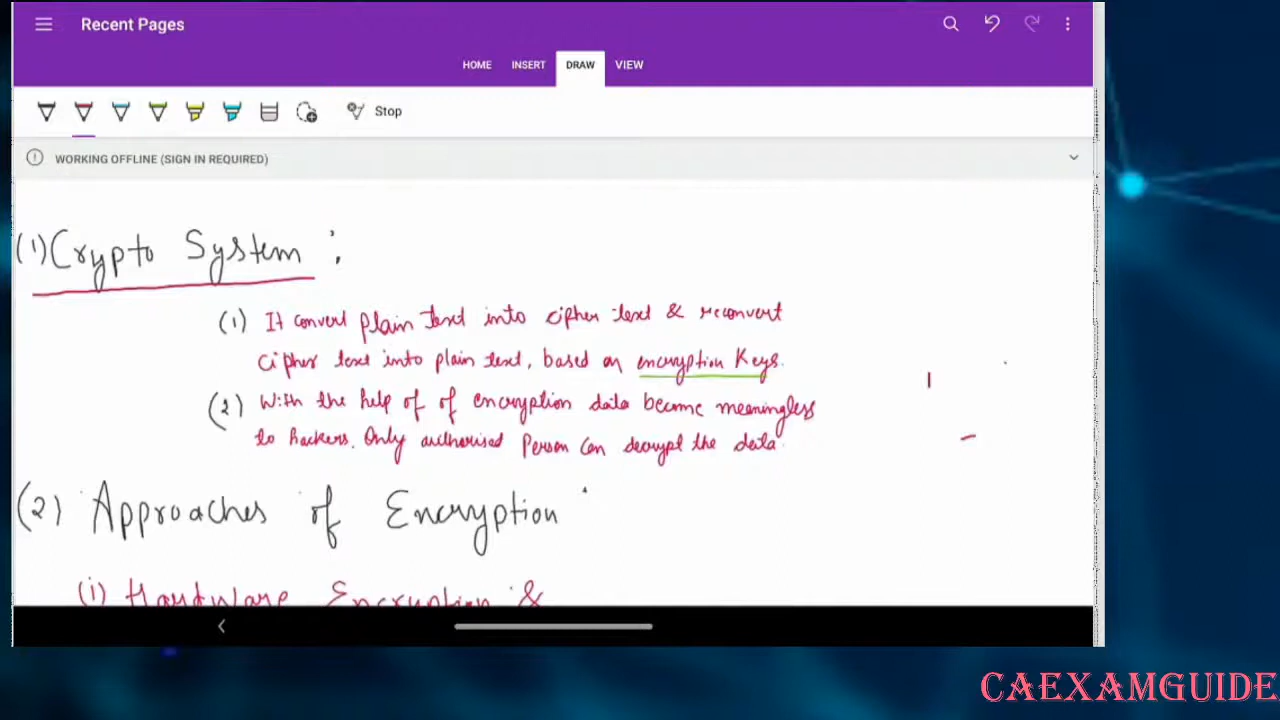 Recent Pages
HOME INSERT DRAW VIEW
Stop
WORKING OFFLINE (SIGN IN REQUIRED)
(1) Crypto System :
(1) It convert plain text into cipher text & reconvert
cipher text into plain text, based on encryption Keys.
(2) With the help of of encryption data become meaningless
to hackers. Only authorised Person can decrypt the data.
(2) Approaches of Encryption
(i) Hardware Encryption &
CAEXAMGUIDE